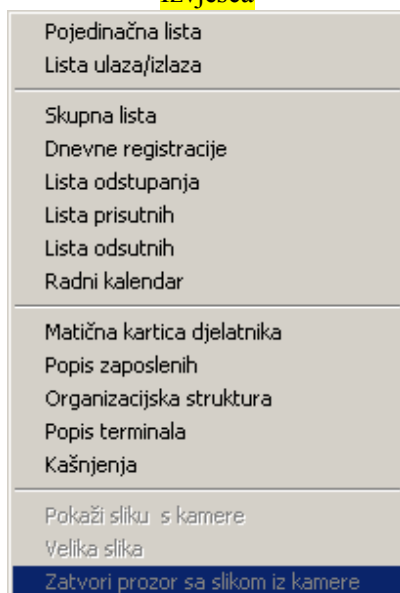 Izvješća
Pojedinačna lista
Lista ulaza/izlaza
Skupna lista
Dnevne registracije
Lista odstupanja
Lista prisutnih
Lista odsutnih
Radni kalendar
Matična kartica djelatnika
Popis zaposlenih
Organizacijska struktura
Popis terminala
Kašnjenja
Pokaži sliku s kamere
Velika slika
Zatvori prozor sa slikom iz kamere